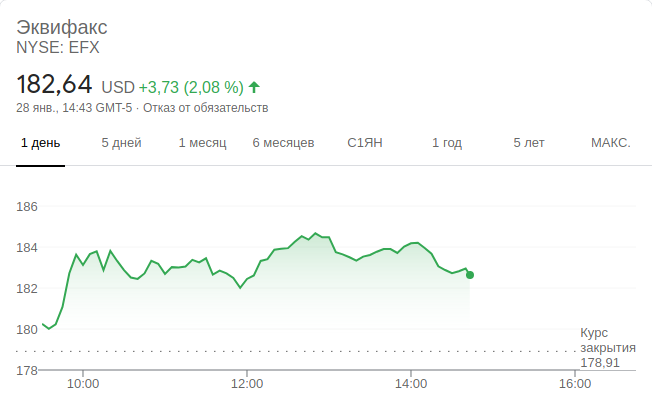 Эквифакс
NYSE: EFX
182,64 USD +3,73 (2,08 %)
28 янв., 14:43 GMT-5 · Отказ от обязательств
1 день 5 дней 1 месяц 6 месяцев С1ЯН 1 год 5 лет МАКС.
186
184
182
180
Курс
закрытия
178,91
178
10:00 12:00 14:00 16:00